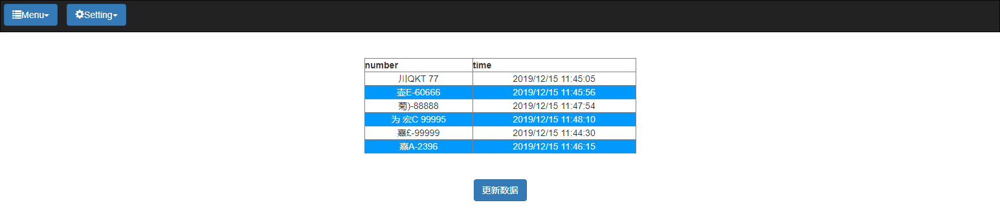 Menu Setting
number time
川QKT 77 2019/12/15 11:45:05
壶E-60666 2019/12/15 11:45:56
菊)-88888 2019/12/15 11:47:54
为 宏C 99995 2019/12/15 11:48:10
熹£-99999 2019/12/15 11:44:30
熹A-2396 2019/12/15 11:46:15
更新数据